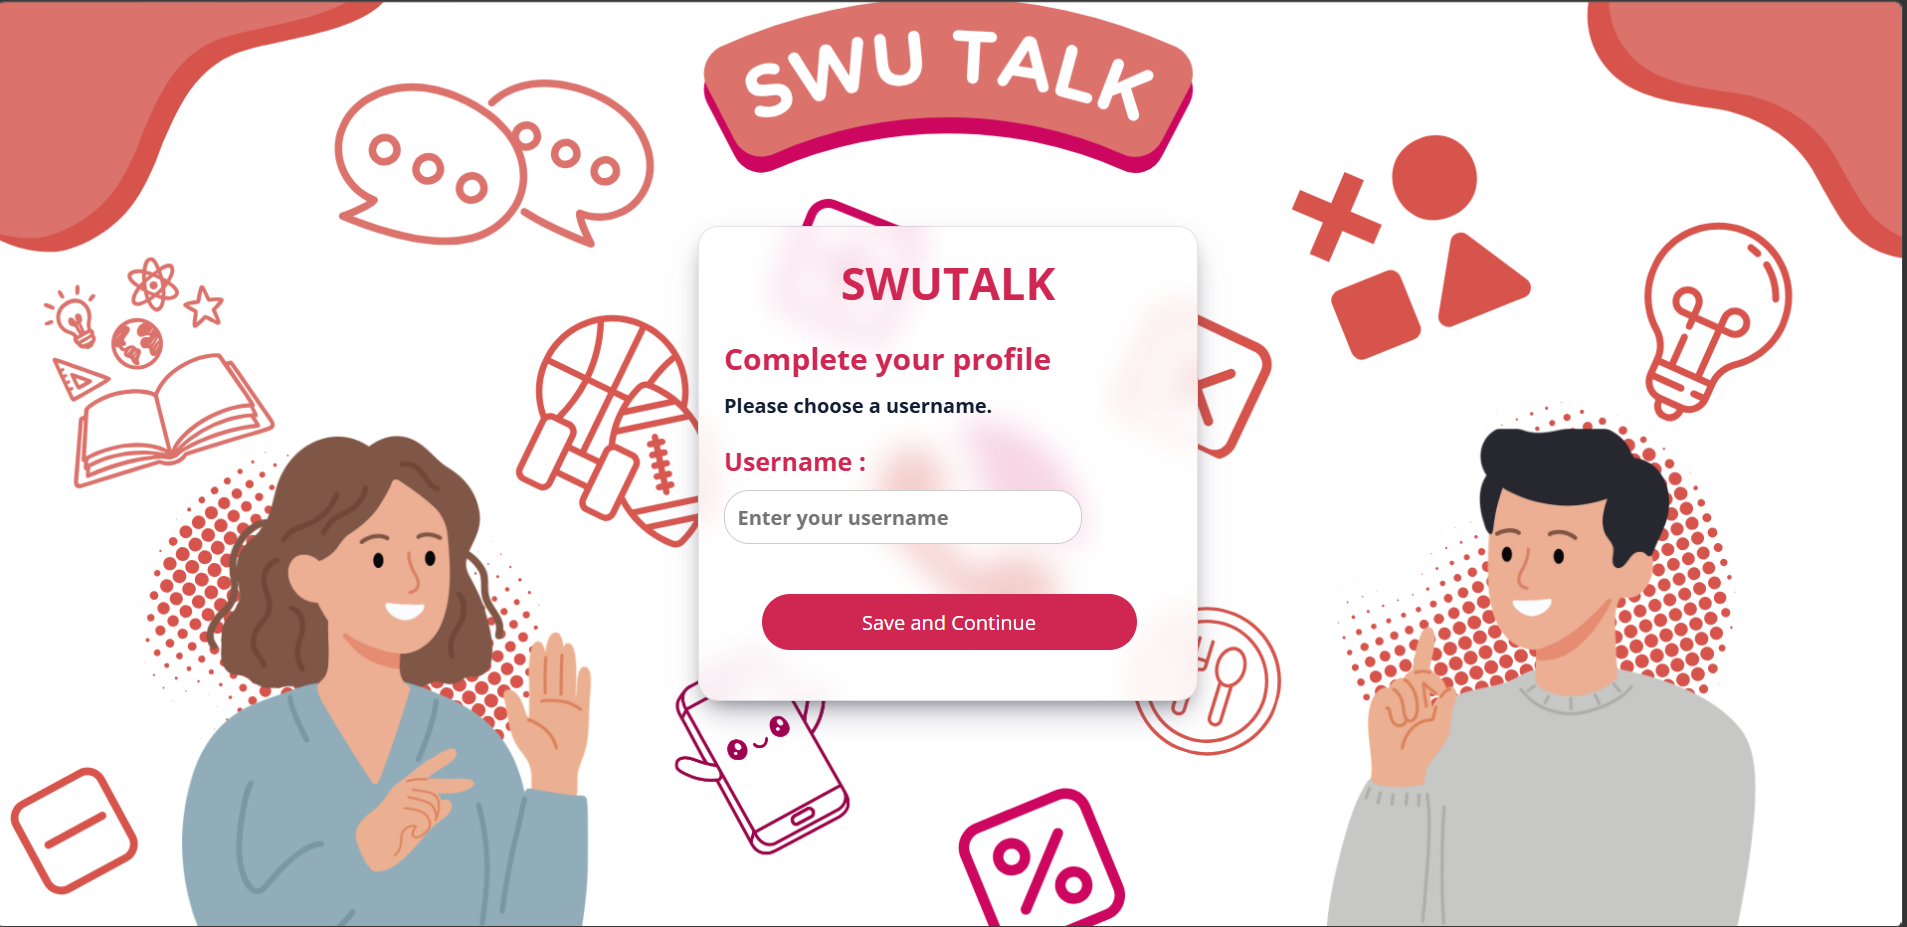 SWU TALK
SWUTALK
Complete your profile
Please choose a username.
Username :
Enter your username
Save and Continue